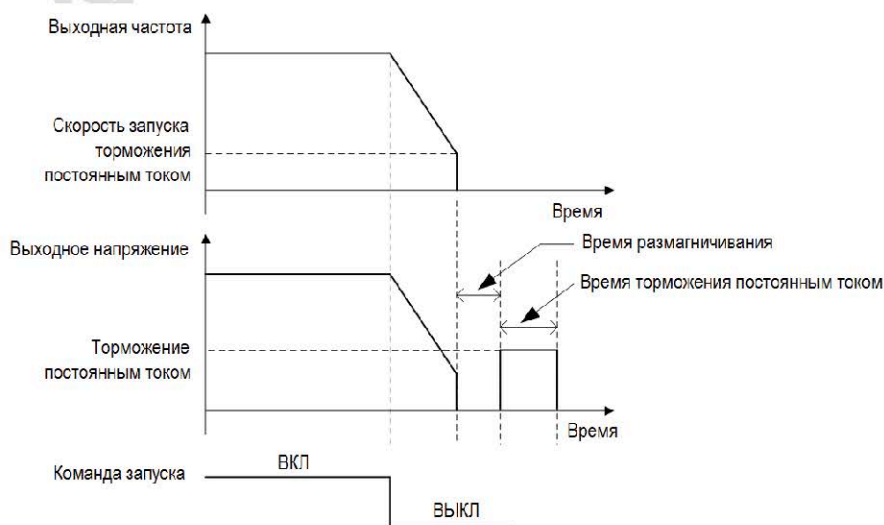 Выходная частота
Скорость запуска
торможения
постоянным током
Время
Выходное напряжение
Время размагничивания
Время торможения постоянным током
Торможение
постоянным током
Время
Команда запуска
ВКЛ
ВЫКЛ